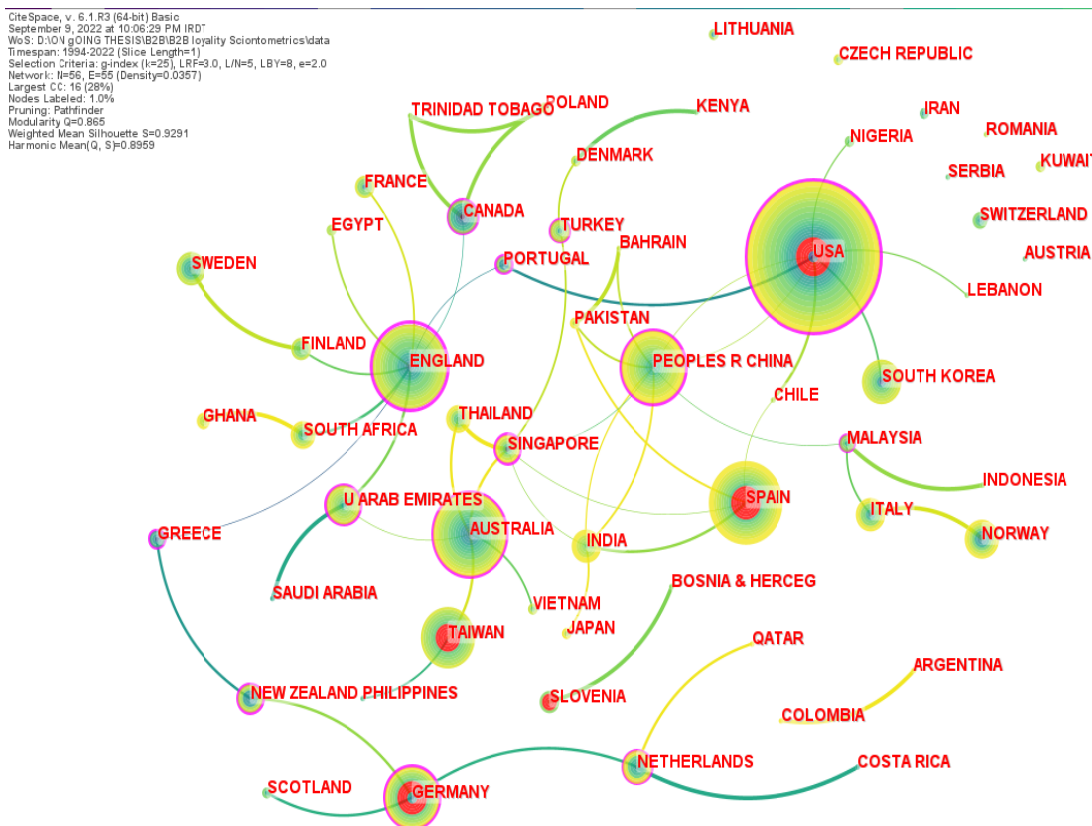 CiteSpace, v. 6.1.R3 (64-bit) Basic
September 9, 2022 at 10:06:29 PM IRDT
WoS: D:\ON gOING THESIS\B2B\B2B loyality Sciontometrics\data
Timespan: 1994-2022 (Slice Length=1)
Selection Criteria: g-index (k=25), LRF=3.0, L/N=5, LBY=8, e=2.0
Network: N=56, E=55 (Density=0.0357)
Largest CC: 16 (28%)
Nodes Labeled: 1.0%
Pruning: Pathfinder
Modularity Q=0.865
Weighted Mean Silhouette S=0.9291
Harmonic Mean(Q, S)=0.8959
LITHUANIA
CZECH REPUBLIC
TRINIDAD TOBAGO
POLAND
KENYA
IRAN
NIGERIA
ROMANIA
DENMARK
SERBIA
KUWAIT
FRANCE
CANADA
EGYPT
TURKEY
BAHRAIN
SWITZERLAND
SWEDEN
PORTUGAL
USA
AUSTRIA
LEBANON
PAKISTAN
FINLAND
ENGLAND
PEOPLES R CHINA
SOUTH KOREA
CHILE
GHANA
SOUTH AFRICA
THAILAND
SINGAPORE
MALAYSIA
INDONESIA
U ARAB EMIRATES
SPAIN
ITALY
GREECE
AUSTRALIA
INDIA
NORWAY
SAUDI ARABIA
VIETNAM
BOSNIA & HERCEG
TAIWAN
JAPAN
QATAR
ARGENTINA
NEW ZEALAND
PHILIPPINES
SLOVENIA
COLOMBIA
NETHERLANDS
COSTA RICA
SCOTLAND
GERMANY